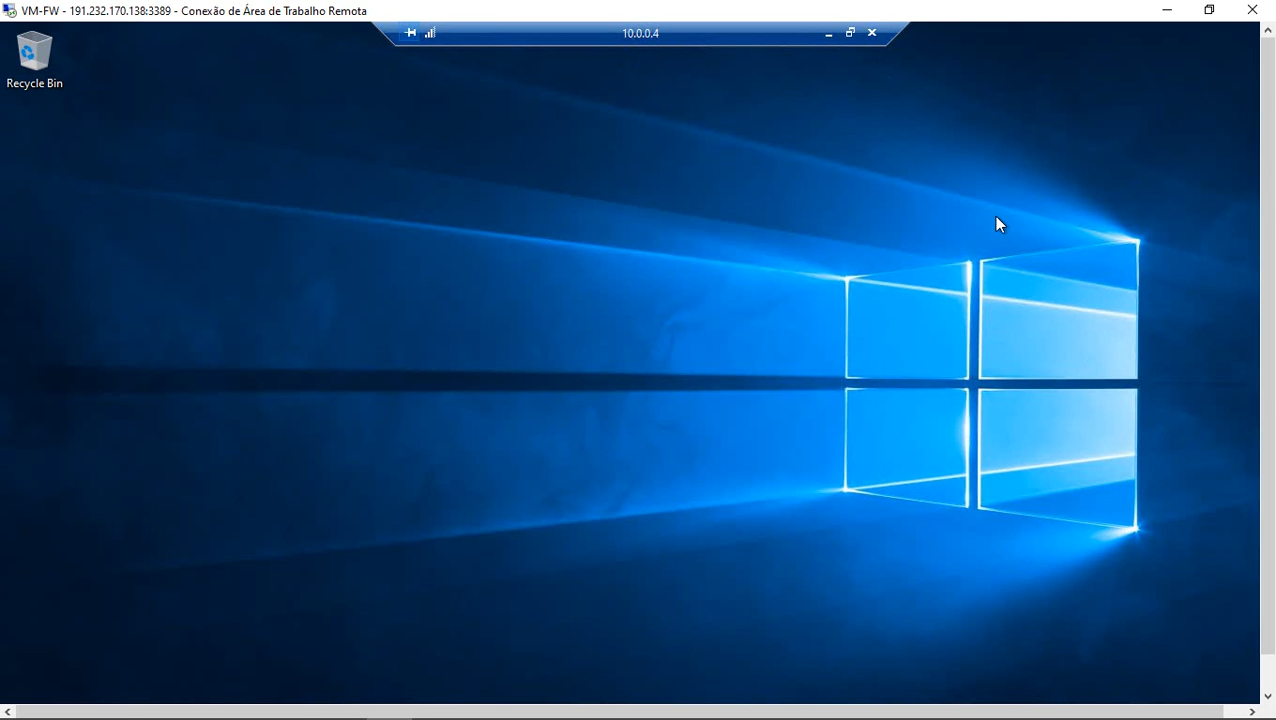 VM-FW - 191.232.170.138:3389 - Conexão de Área de Trabalho Remota
10.0.0.4
Recycle Bin